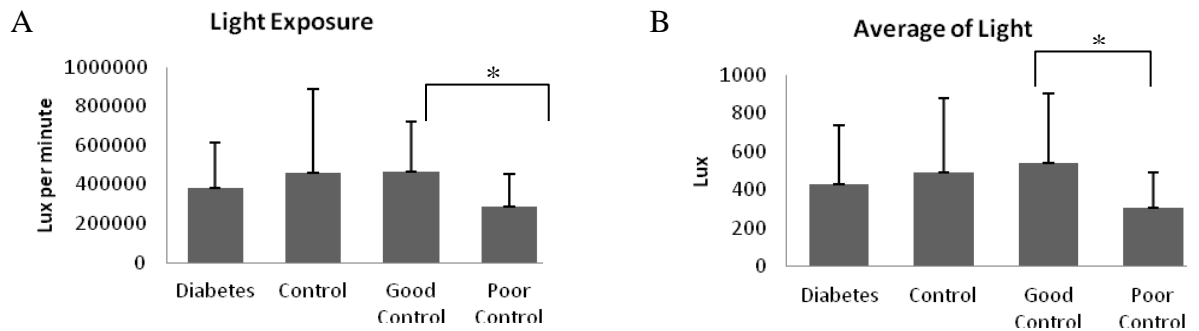 A
Light Exposure
Lux per minute
1000000
800000
600000
400000
200000
0
*
Diabetes
Control
Good
Control
Poor
Control
B
Average of Light
Lux
1000
800
600
400
200
0
*
Diabetes
Control
Good
Control
Poor
Control